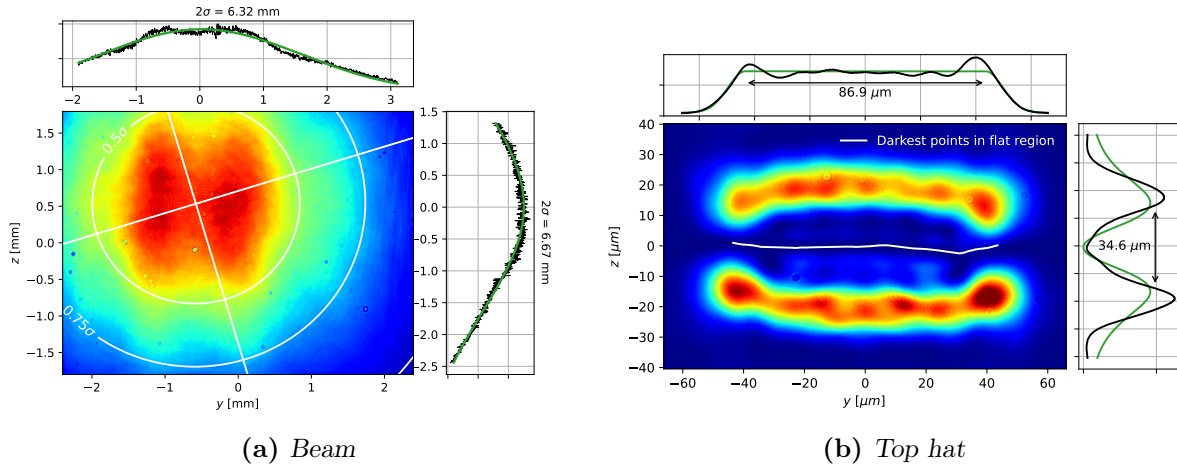 2σ = 6.32 mm
−2 −1 0 1 2 3
1.5
1.0
0.5
0.0
−0.5
−1.0
−1.5
z [mm]
0.5σ
0.75σ
−2 −1 0 1 2
y [mm]
1.5
1.0
0.5
0.0
−0.5
−1.0
−1.5
−2.0
−2.5
2σ = 6.67 mm
(a) Beam
86.9 μm
40
30
20
10
0
−10
−20
−30
−40
z [μm]
Darkest points in flat region
−60 −40 −20 0 20 40 60
y [μm]
34.6 μm
(b) Top hat